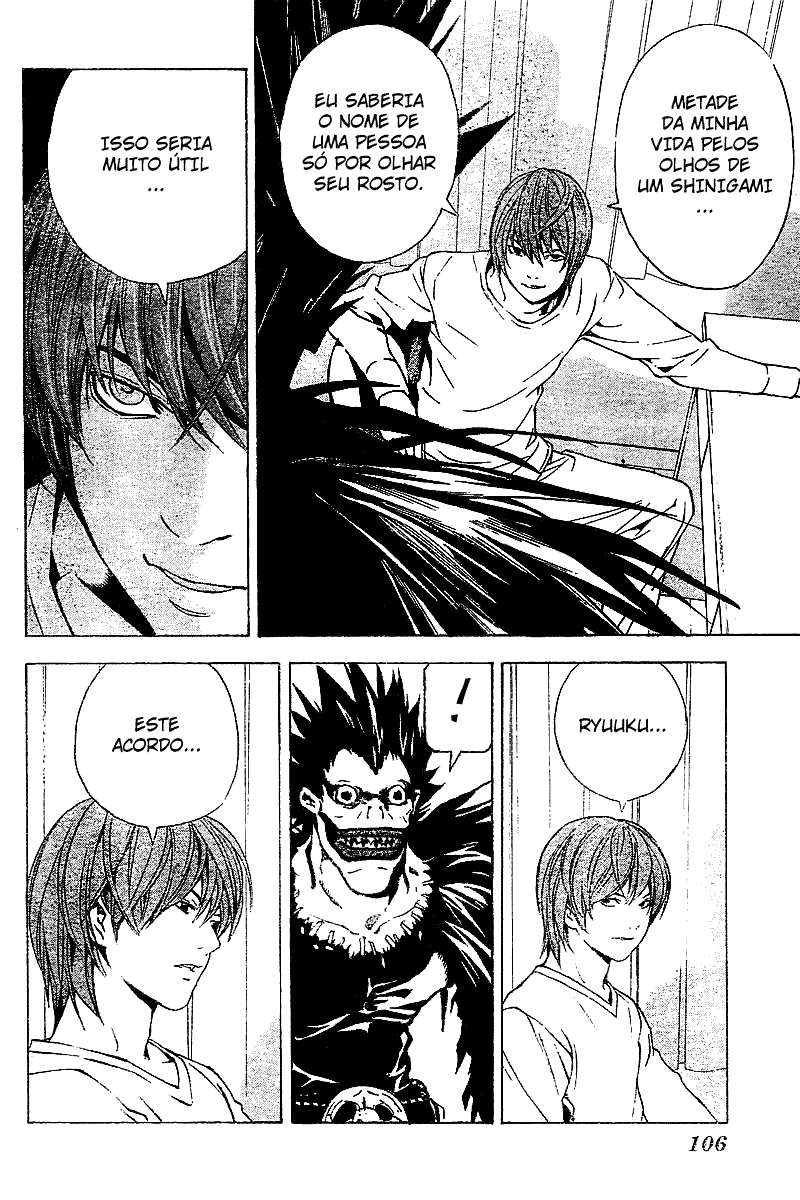 METADE
DA MINHA
VIDA PELOS
OLHOS DE
UM SHINIGAMI
...
EU SABERIA
O NOME DE
UMA PESSOA
SÓ POR OLHAR
SEU ROSTO.
ISSO SERIA
MUITO ÚTIL
...
RYUUKU...
!
ESTE
ACORDO...
106